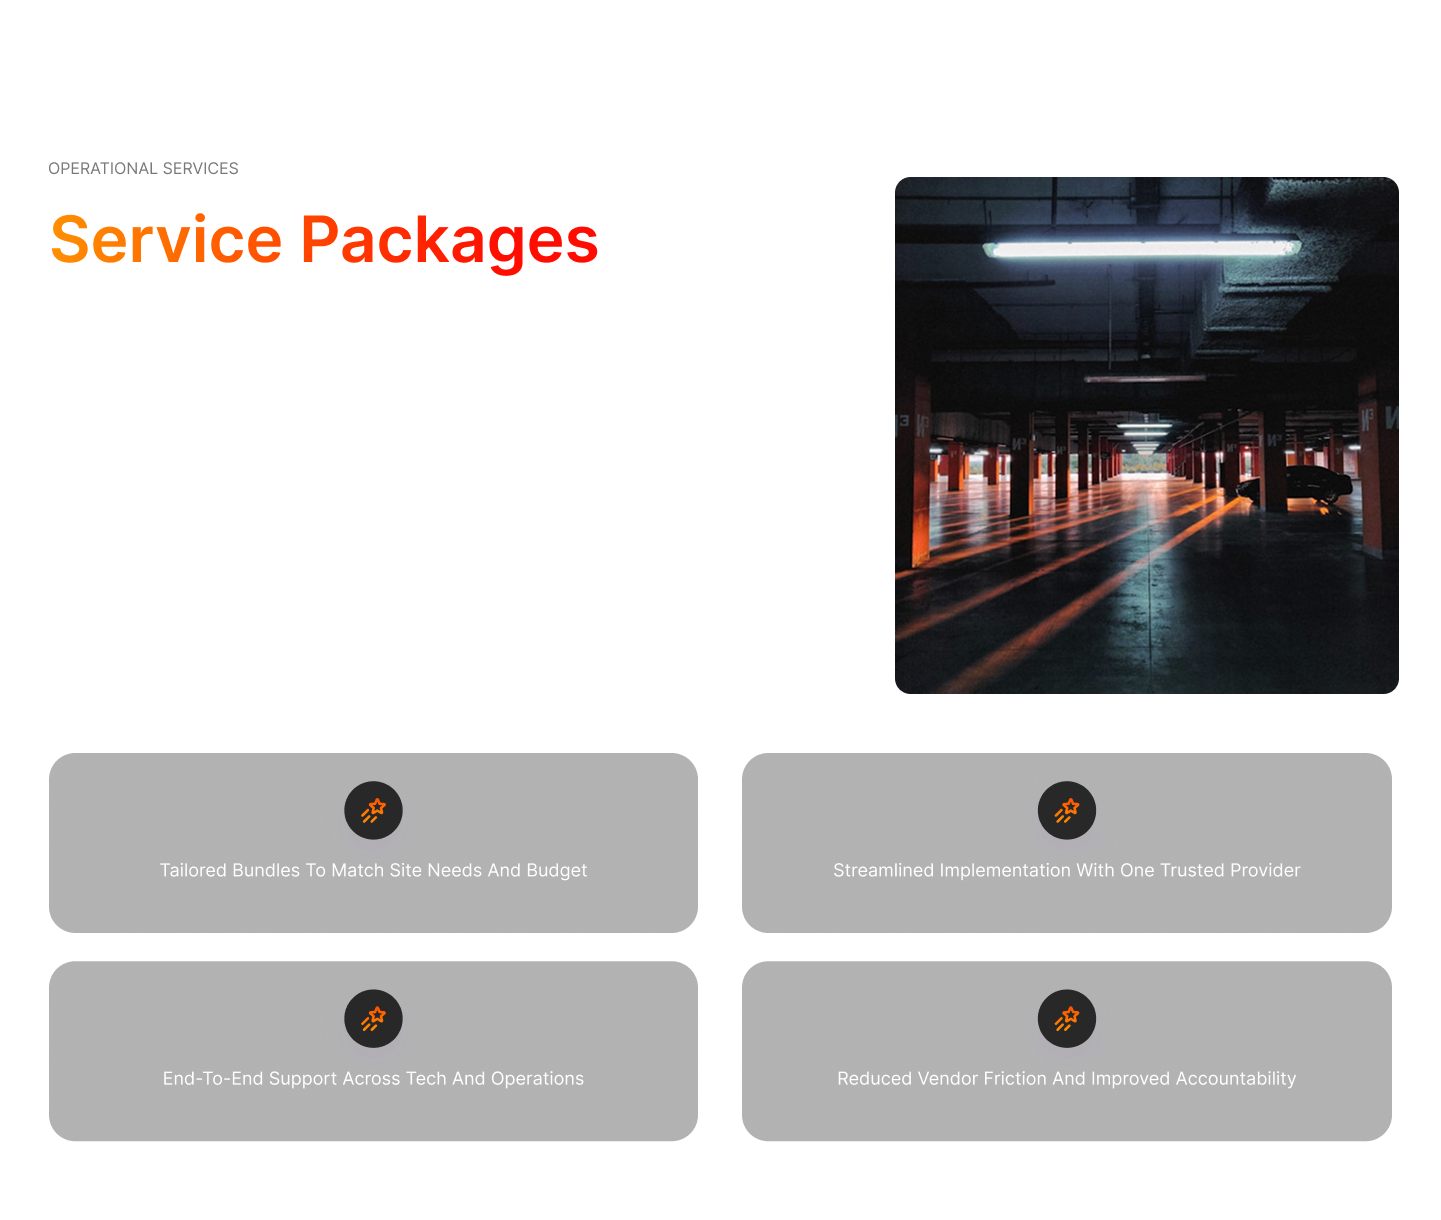 OPERATIONAL SERVICES
Service Packages
Tailored Bundles To Match Site Needs And Budget
Streamlined Implementation With One Trusted Provider
End-To-End Support Across Tech And Operations
Reduced Vendor Friction And Improved Accountability